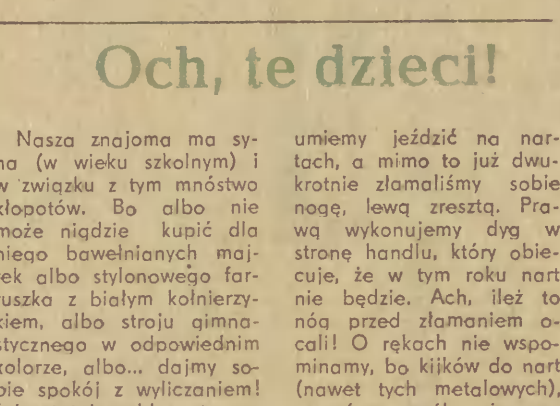 Och, te dzieci!
Nasza znajoma ma sy-
na (w wieku szkolnym) i
w związku z tym mnóstwo
kłopotów. Bo albo nie
może nigdzie kupić dla
niego bawełnianych maj-
tek albo stylonowego far-
tuszka z białym kołnierzy-
kiem, albo stroju gimna-
stycznego w odpowiednim
kolorze, albo... dajmy so-
bie spokój z wyliczaniem!
umiemy jeździć na nar-
tach, a mimo to już dwu-
krotnie złamaliśmy sobie
nogę, lewą zresztą. Pra-
wą wykonujemy dyg w
stronę handlu, który obie-
cuje, że w tym roku nart
nie będzie. Ach, ileż to
nóg przed złamaniem o-
cali! O rękach nie wspo-
minamy, bo kijków do nart
(nawet tych metalowych),